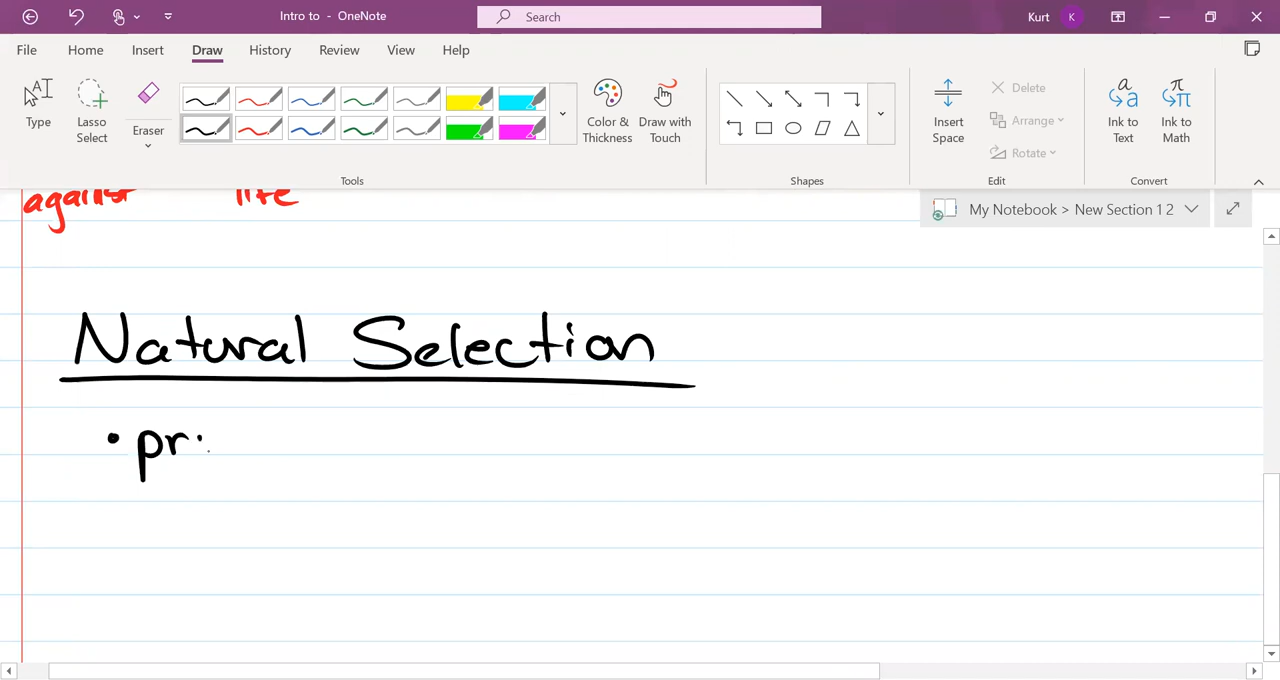 Intro to - OneNote
Search
Kurt
K
File Home Insert Draw History Review View Help
Type
Lasso Select
Eraser
Color & Thickness
Draw with Touch
Insert Space
Delete
Arrange
Rotate
a a
Ink to Text
π π
Ink to Math
Tools
Shapes
Edit
Convert
against life
My Notebook > New Section 1 2
Natural Selection
• pr